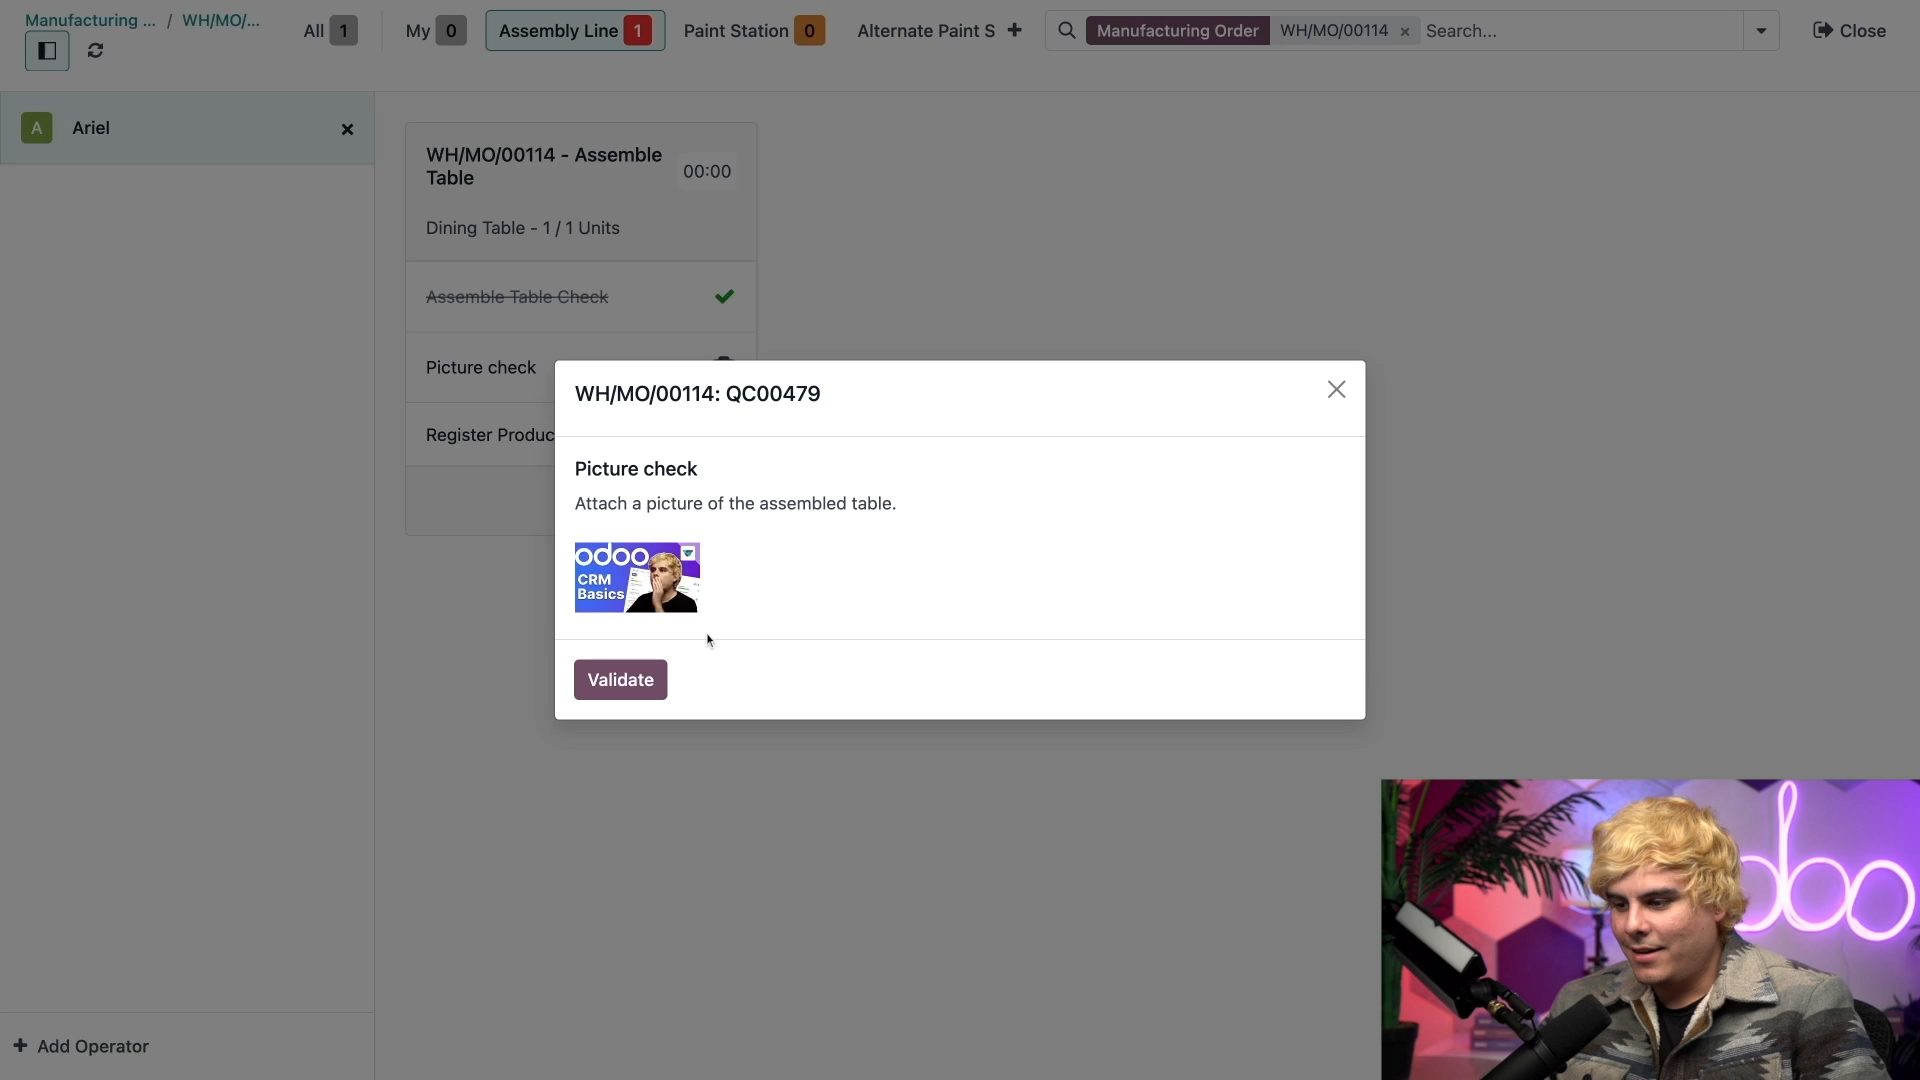 Manufacturing ... / WH/MO/...
All 1
My 0
Assembly Line 1
Paint Station 0
Alternate Paint S
Manufacturing Order WH/MO/00114 × Search...
Close
A Ariel
WH/MO/00114 - Assemble
Table
00:00
Dining Table - 1 / 1 Units
Assemble Table Check
Picture check
Register Produc
WH/MO/00114: QC00479
Picture check
Attach a picture of the assembled table.
odoo
CRM
Basics
Validate
+ Add Operator
odoo